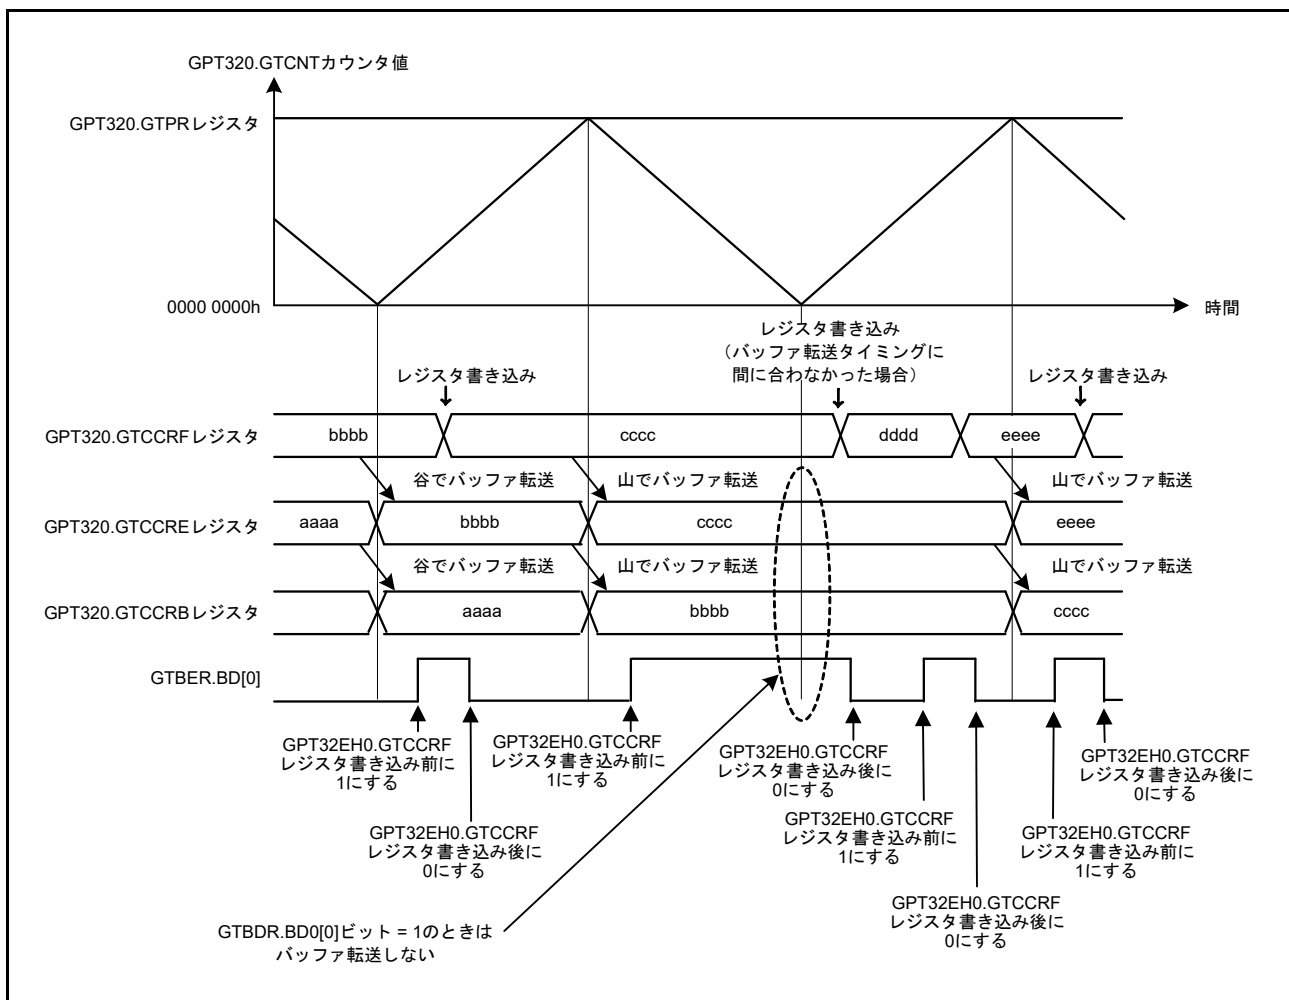 GPT320.GTCNTカウンタ値
GPT320.GTPRレジスタ
0000 0000h
時間
レジスタ書き込み
レジスタ書き込み
（バッファ転送タイミングに
間に合わなかった場合）
レジスタ書き込み
GPT320.GTCCRFレジスタ
bbbb
cccc
dddd
eeee
谷でバッファ転送
山でバッファ転送
山でバッファ転送
GPT320.GTCCREレジスタ
aaaa
bbbb
cccc
eeee
谷でバッファ転送
山でバッファ転送
山でバッファ転送
GPT320.GTCCRBレジスタ
aaaa
bbbb
cccc
GTBER.BD[0]
GPT32EH0.GTCCRF
レジスタ書き込み前に
1にする
GPT32EH0.GTCCRF
レジスタ書き込み後に
0にする
GPT32EH0.GTCCRF
レジスタ書き込み前に
1にする
GPT32EH0.GTCCRF
レジスタ書き込み後に
0にする
GPT32EH0.GTCCRF
レジスタ書き込み前に
1にする
GPT32EH0.GTCCRF
レジスタ書き込み後に
0にする
GPT32EH0.GTCCRF
レジスタ書き込み前に
1にする
GPT32EH0.GTCCRF
レジスタ書き込み後に
0にする
GTBDR.BD0[0]ビット = 1のときは
バッファ転送しない